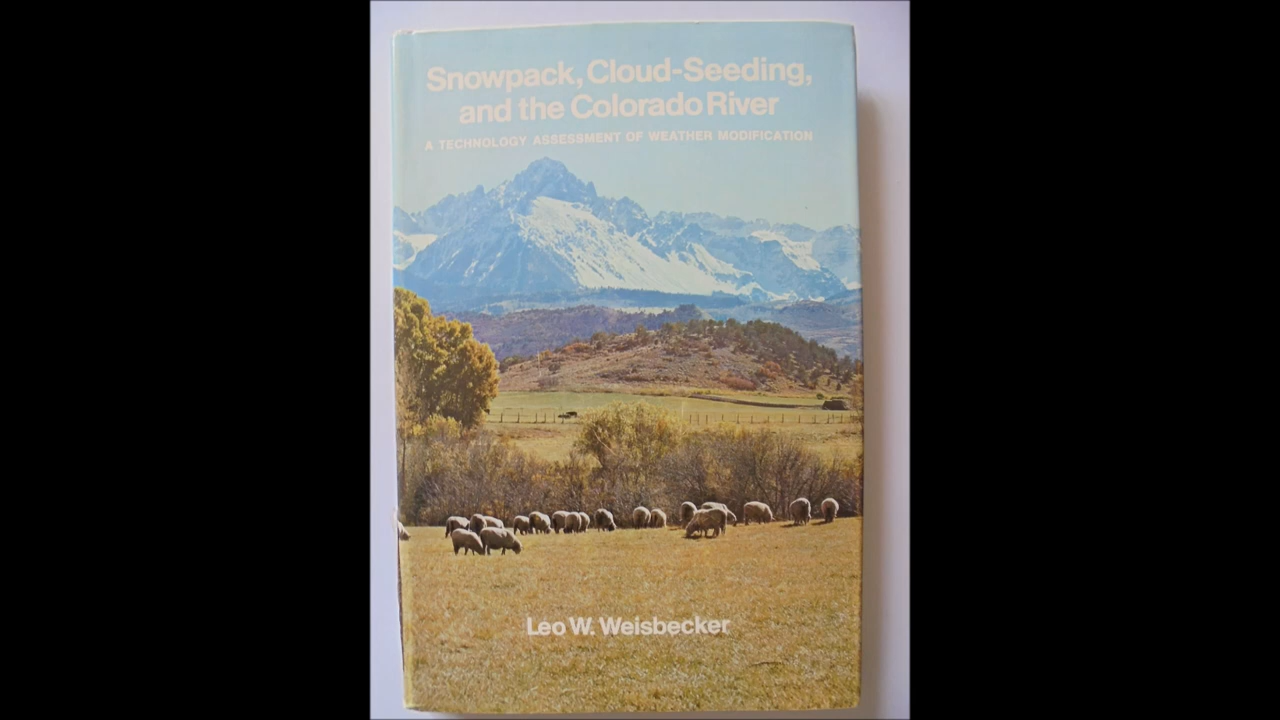 Snowpack, Cloud-Seeding,
and the Colorado River
A TECHNOLOGY ASSESSMENT OF WEATHER MODIFICATION
Leo W. Weisbecker